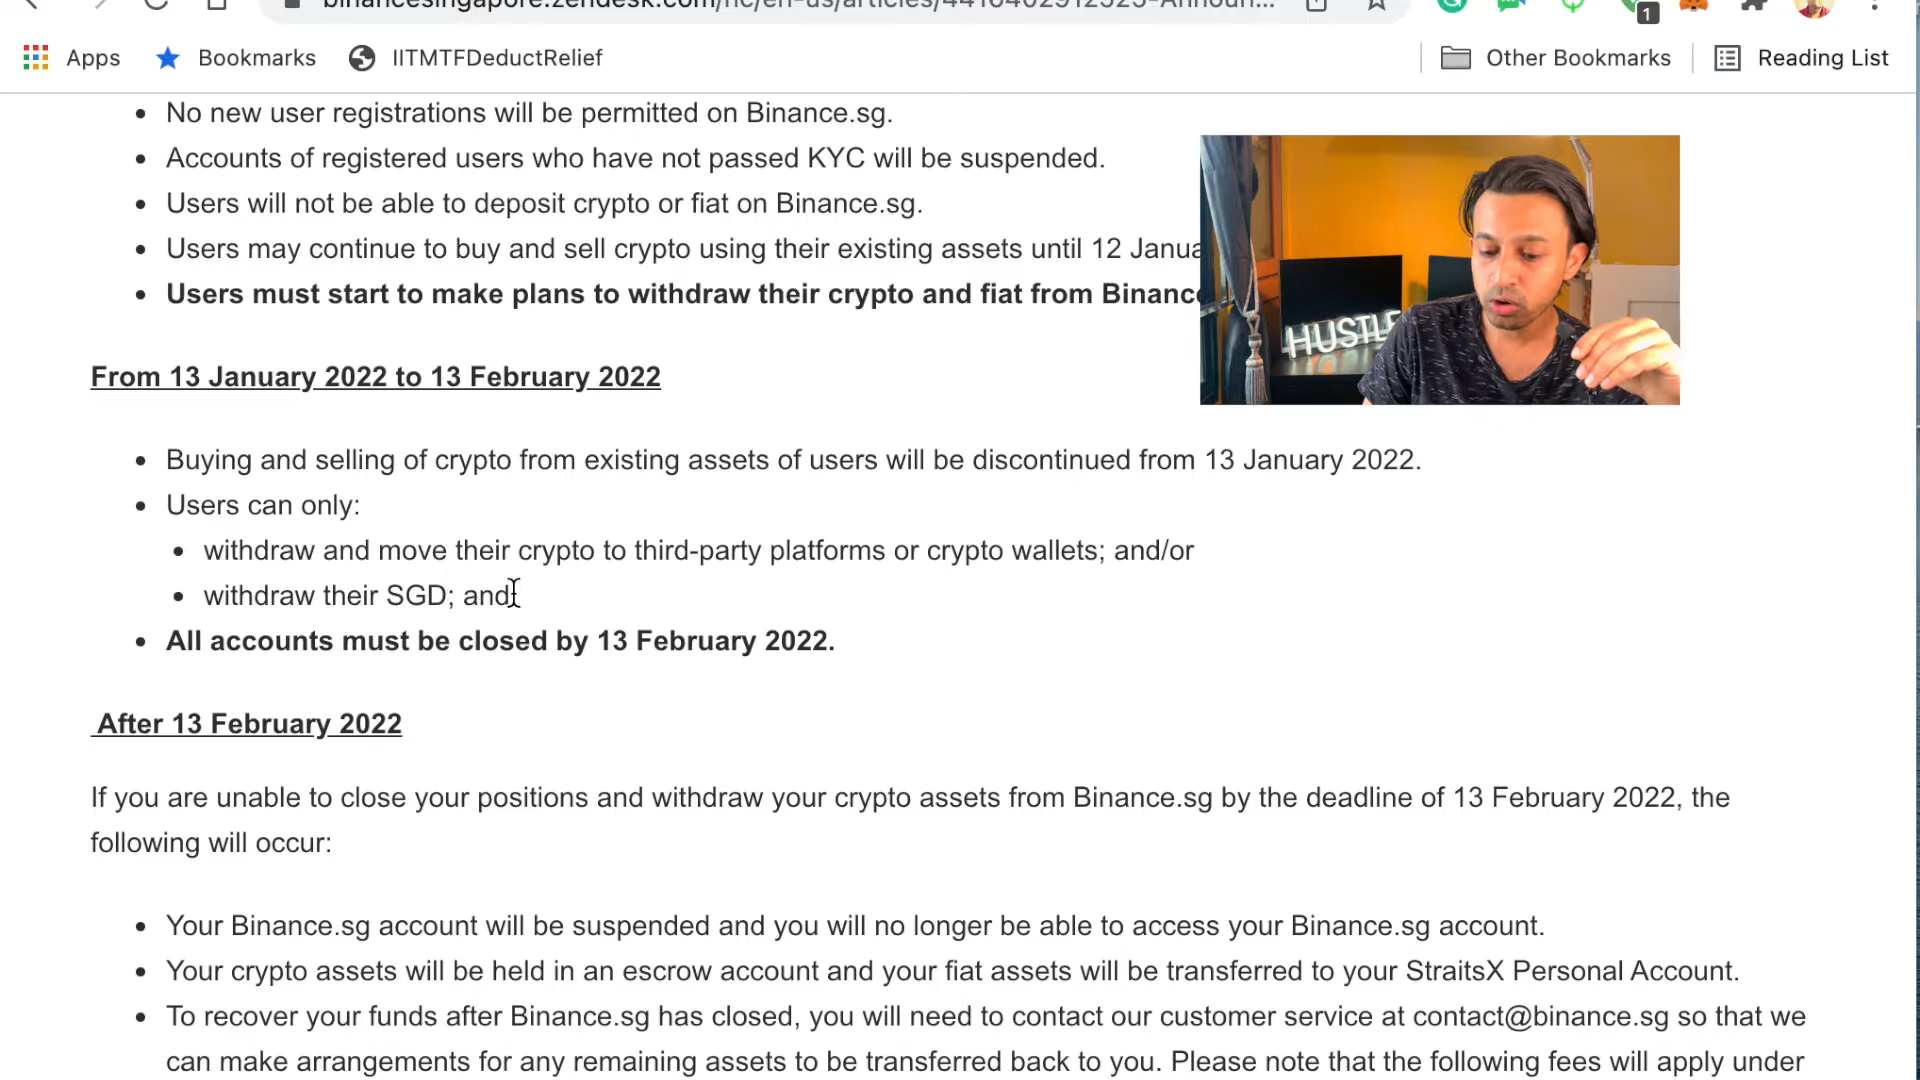 Apps Bookmarks IITMTFDeductRelief Other Bookmarks Reading List
1
No new user registrations will be permitted on Binance.sg.
Accounts of registered users who have not passed KYC will be suspended.
Users will not be able to deposit crypto or fiat on Binance.sg.
Users may continue to buy and sell crypto using their existing assets until 12 Janua
Users must start to make plans to withdraw their crypto and fiat from Binanc
HUSTLE
From 13 January 2022 to 13 February 2022
Buying and selling of crypto from existing assets of users will be discontinued from 13 January 2022.
Users can only:
withdraw and move their crypto to third-party platforms or crypto wallets; and/or
withdraw their SGD; and
All accounts must be closed by 13 February 2022.
After 13 February 2022
If you are unable to close your positions and withdraw your crypto assets from Binance.sg by the deadline of 13 February 2022, the
following will occur:
Your Binance.sg account will be suspended and you will no longer be able to access your Binance.sg account.
Your crypto assets will be held in an escrow account and your fiat assets will be transferred to your StraitsX Personal Account.
To recover your funds after Binance.sg has closed, you will need to contact our customer service at contact@binance.sg so that we
can make arrangements for any remaining assets to be transferred back to you. Please note that the following fees will apply under